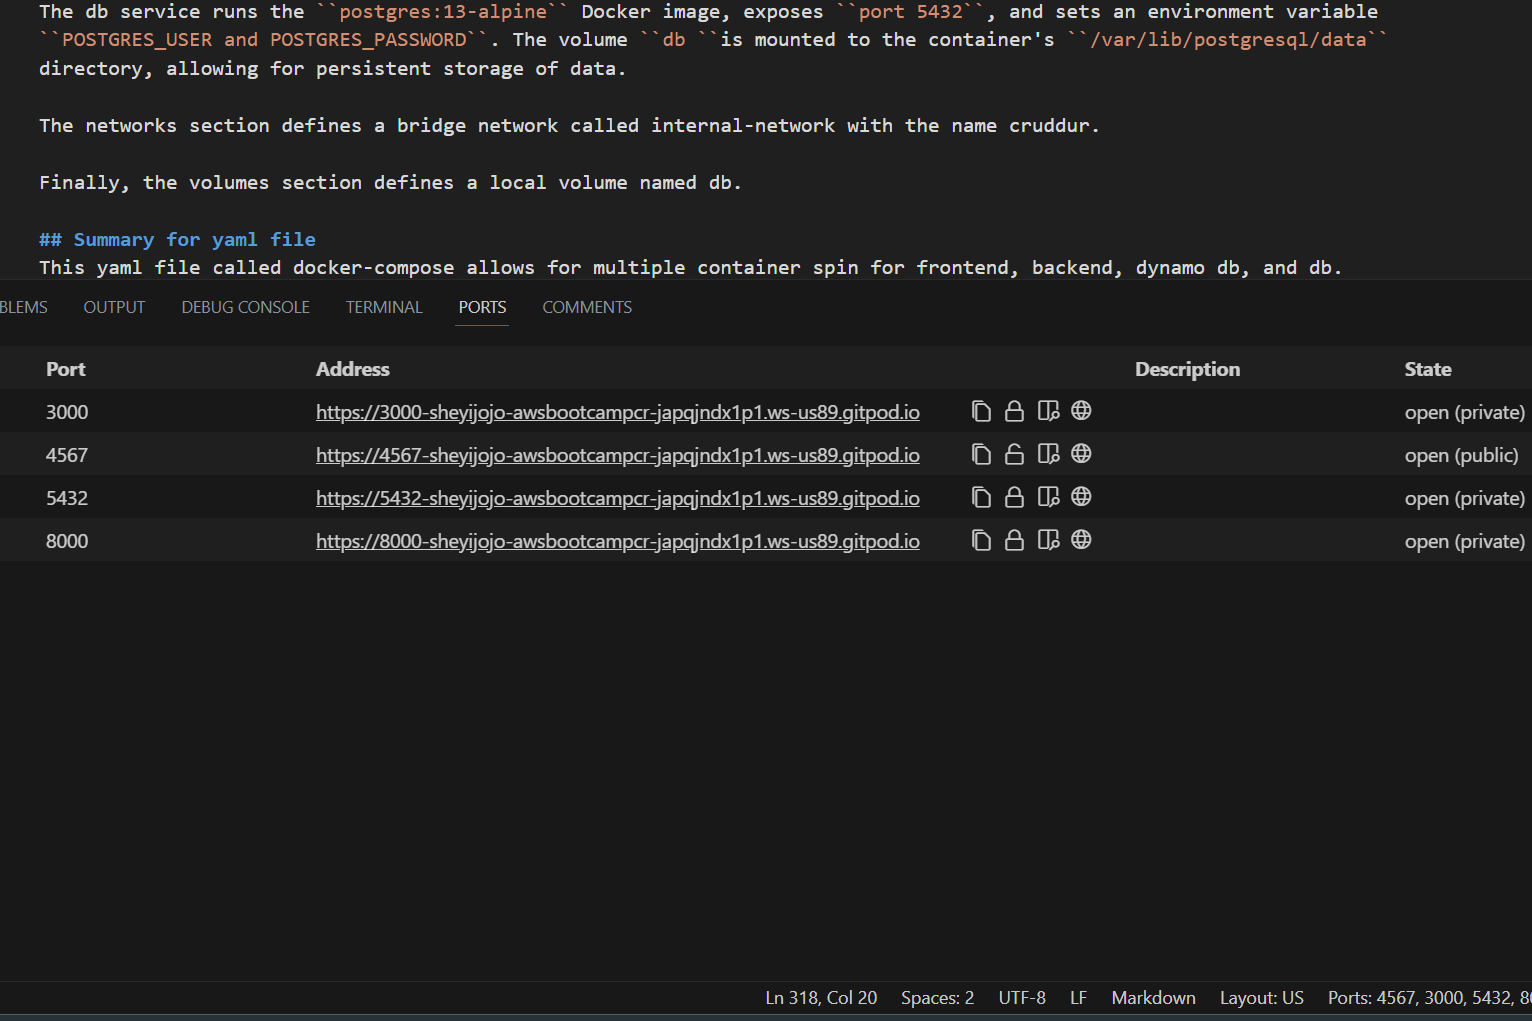 The db service runs the ``postgres:13-alpine`` Docker image, exposes ``port 5432``, and sets an environment variable
``POSTGRES_USER and POSTGRES_PASSWORD``. The volume ``db ``is mounted to the container's ``/var/lib/postgresql/data``
directory, allowing for persistent storage of data.
The networks section defines a bridge network called internal-network with the name cruddur.
Finally, the volumes section defines a local volume named db.
## Summary for yaml file
This yaml file called docker-compose allows for multiple container spin for frontend, backend, dynamo db, and db.
BLEMS OUTPUT DEBUG CONSOLE TERMINAL PORTS COMMENTS
Port Address Description State
3000 https://3000-sheyijojo-awsbootcampcr-japqjndx1p1.ws-us89.gitpod.io open (private)
4567 https://4567-sheyijojo-awsbootcampcr-japqjndx1p1.ws-us89.gitpod.io open (public)
5432 https://5432-sheyijojo-awsbootcampcr-japqjndx1p1.ws-us89.gitpod.io open (private)
8000 https://8000-sheyijojo-awsbootcampcr-japqjndx1p1.ws-us89.gitpod.io open (private)
Ln 318, Col 20 Spaces: 2 UTF-8 LF Markdown Layout: US Ports: 4567, 3000, 5432, 80